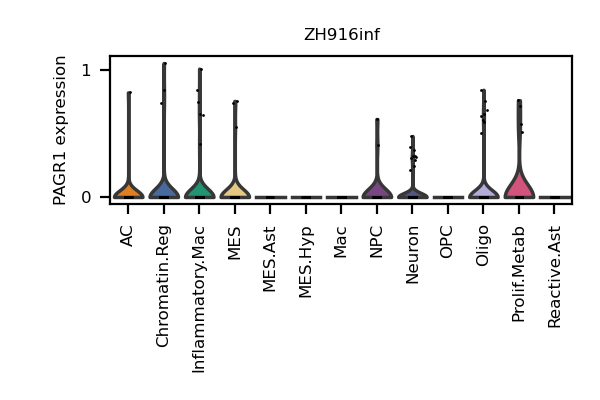 ZH916inf
PAGR1 expression
1
0
AC
Chromatin.Reg
Inflammatory.Mac
MES
MES.Ast
MES.Hyp
Mac
NPC
Neuron
OPC
Oligo
Prolif.Metab
Reactive.Ast